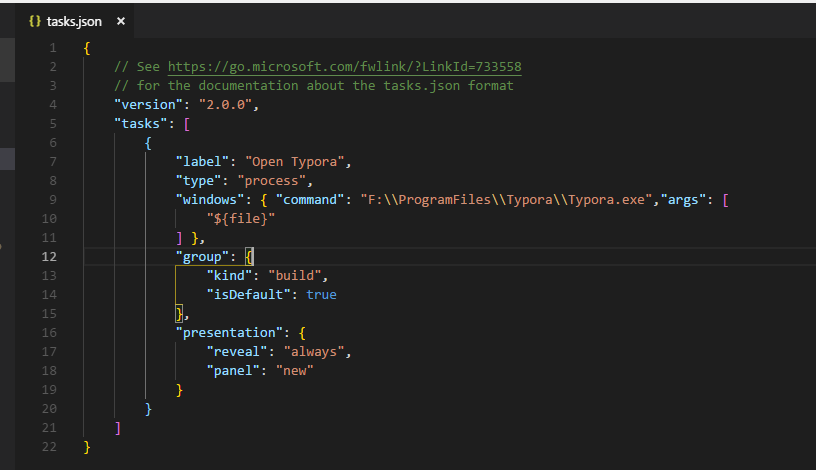 {} tasks.json ×
1 {
2 // See https://go.microsoft.com/fwlink/?LinkId=733558
3 // for the documentation about the tasks.json format
4 "version": "2.0.0",
5 "tasks": [
6 {
7 "label": "Open Typora",
8 "type": "process",
9 "windows": { "command": "F:\\ProgramFiles\\Typora\\Typora.exe","args": [
10 "${file}"
11 ] },
12 "group": {
13 "kind": "build",
14 "isDefault": true
15 },
16 "presentation": {
17 "reveal": "always",
18 "panel": "new"
19 }
20 }
21 ]
22 }